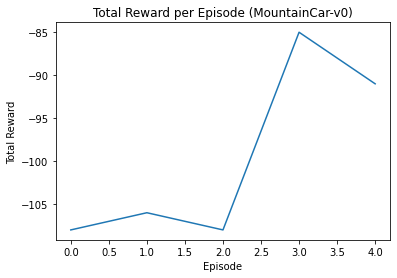 Total Reward per Episode (MountainCar-v0)
−85
−90
−95
−100
−105
Total Reward
0.0 0.5 1.0 1.5 2.0 2.5 3.0 3.5 4.0
Episode